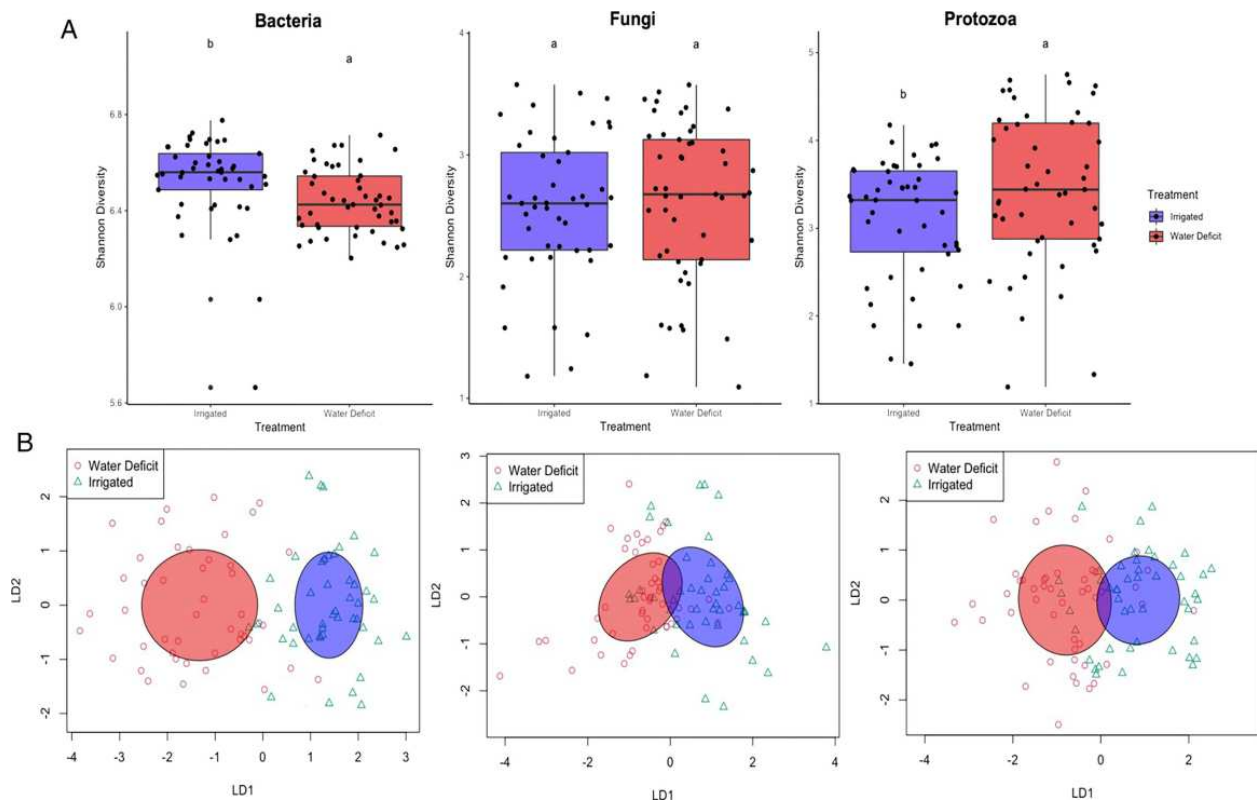 A
Bacteria
Fungi
Protozoa
b
a
a
a
b
a
Shannon Diversity
6.8
6.4
6.0
5.6
Irrigated
Water Deficit
Treatment
Shannon Diversity
4
3
2
1
Irrigated
Water Deficit
Treatment
Shannon Diversity
5
4
3
2
1
Irrigated
Water Deficit
Treatment
Treatment
Irrigated
Water Deficit
B
Water Deficit
Irrigated
LD2
2
1
0
-1
-2
-4
-3
-2
-1
0
1
2
3
LD1
Water Deficit
Irrigated
LD2
3
2
1
0
-1
-2
-4
-2
0
2
4
LD1
Water Deficit
Irrigated
LD2
2
1
0
-1
-2
-4
-2
0
2
LD1